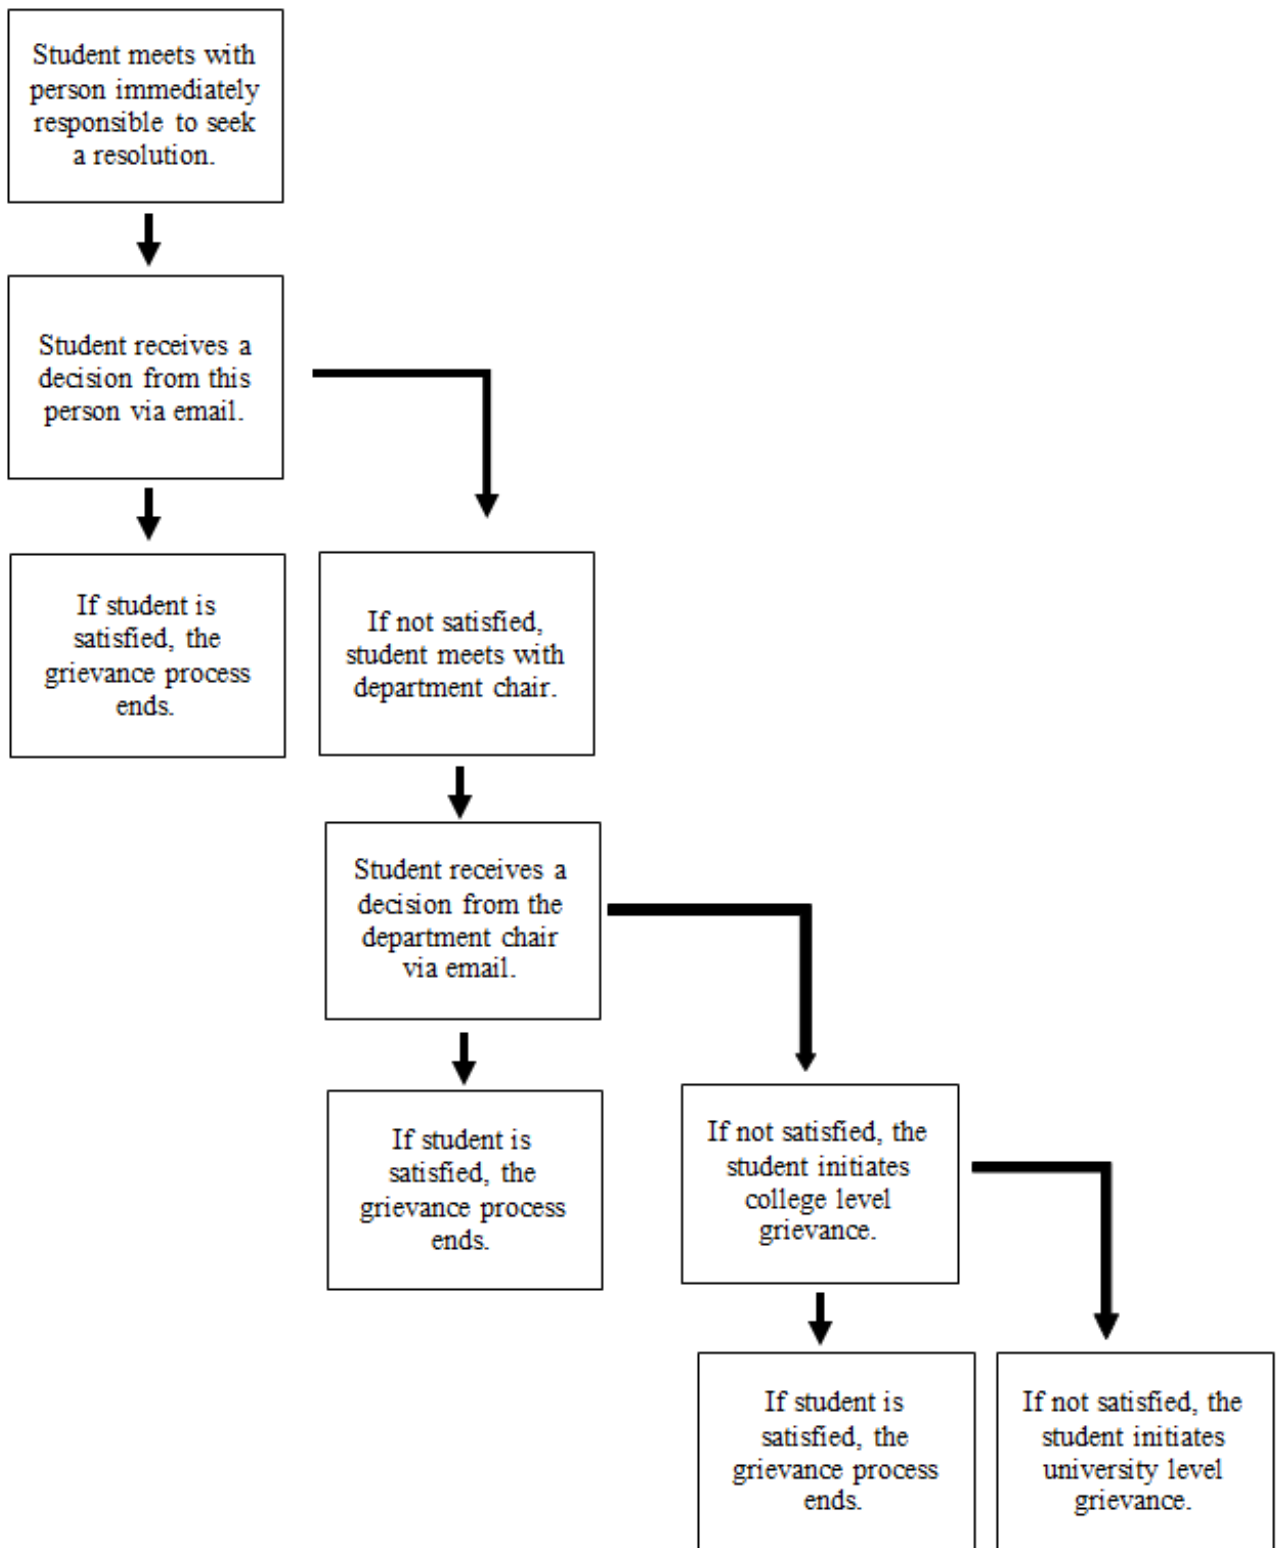 Student meets with
person immediately
responsible to seek
a resolution.
Student receives a
decision from this
person via email.
If student is
satisfied, the
grievance process
ends.
If not satisfied,
student meets with
department chair.
Student receives a
decision from the
department chair
via email.
If student is
satisfied, the
grievance process
ends.
If not satisfied, the
student initiates
college level
grievance.
If student is
satisfied, the
grievance process
ends.
If not satisfied, the
student initiates
university level
grievance.